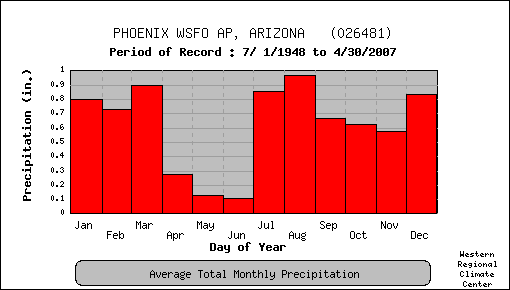 PHOENIX WSFO AP, ARIZONA (026481)
Period of Record : 7/ 1/1948 to 4/30/2007
Precipitation (in.)
1
0.9
0.8
0.7
0.6
0.5
0.4
0.3
0.2
0.1
0
Jan Feb Mar Apr May Jun Jul Aug Sep Oct Nov Dec
Day of Year
Average Total Monthly Precipitation
Western
Regional
Climate
Center